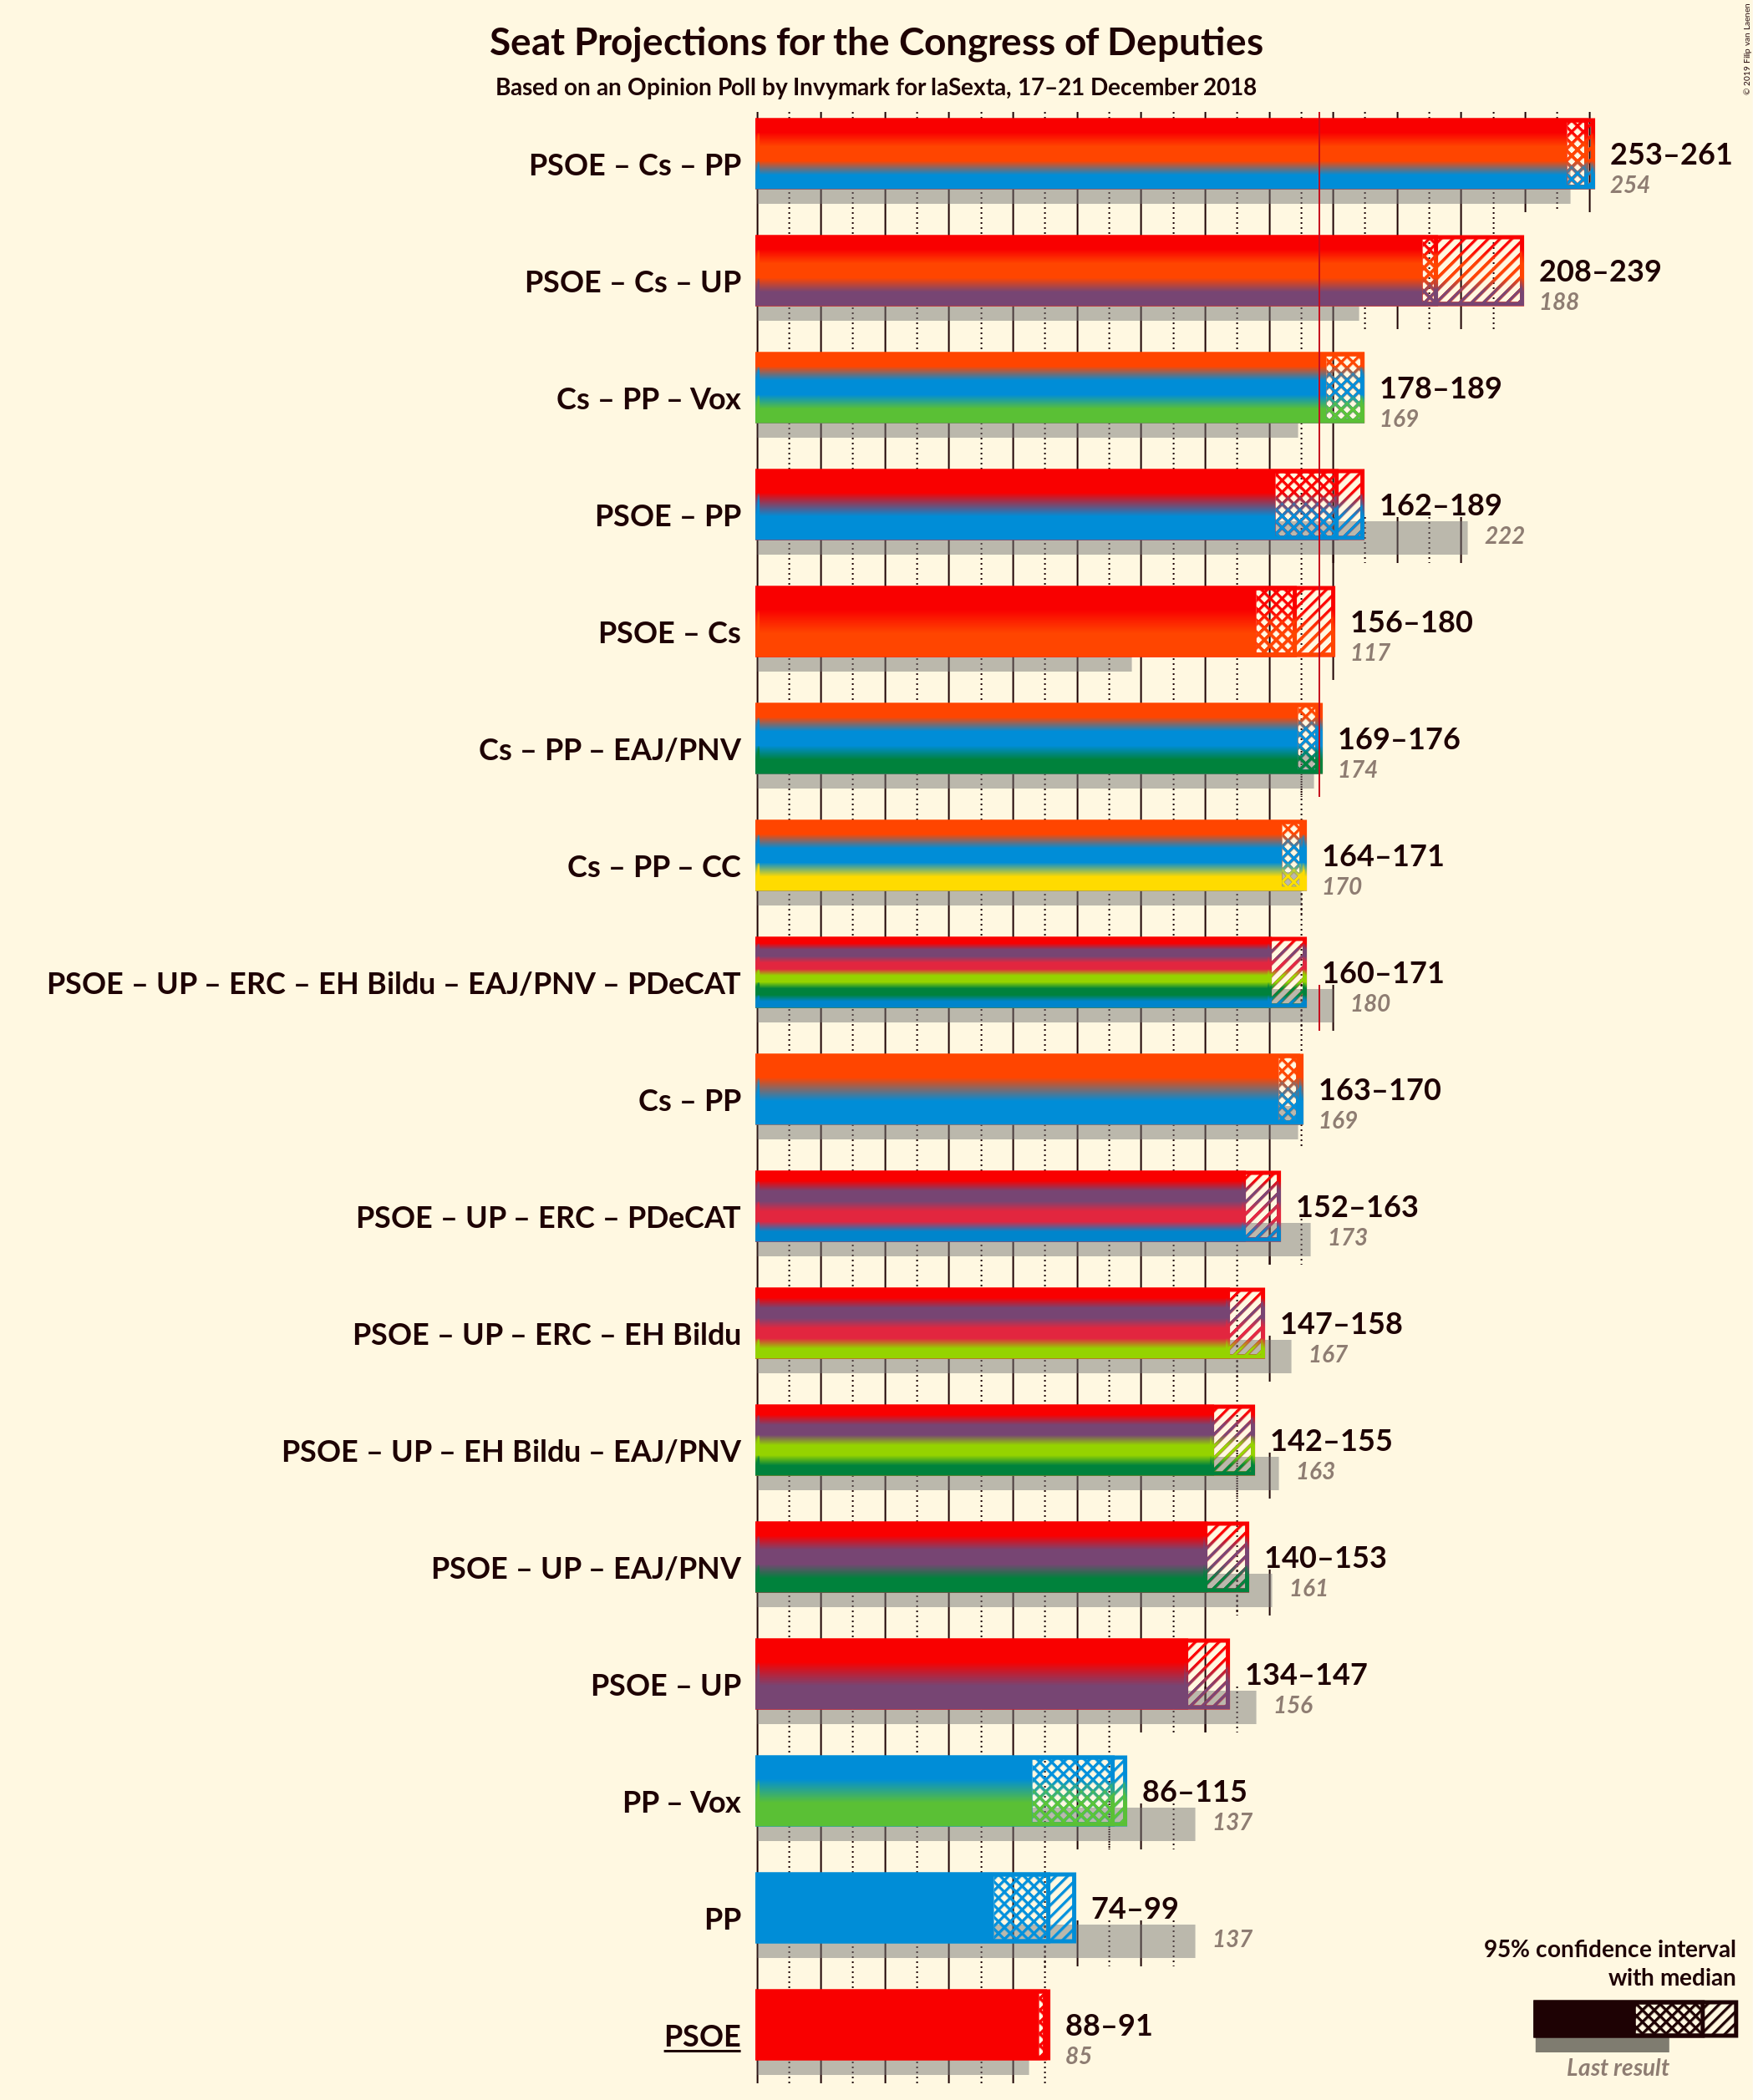 Seat Projections for the Congress of Deputies
Based on an Opinion Poll by Invymark for laSexta, 17–21 December 2018
© 2019 Filip van Laenen
PSOE – Cs – PP
253–261
254
PSOE – Cs – UP
208–239
188
Cs – PP – Vox
178–189
169
PSOE – PP
162–189
222
PSOE – Cs
156–180
117
Cs – PP – EAJ/PNV
169–176
174
Cs – PP – CC
164–171
170
PSOE – UP – ERC – EH Bildu – EAJ/PNV – PDeCAT
160–171
180
Cs – PP
163–170
169
PSOE – UP – ERC – PDeCAT
152–163
173
PSOE – UP – ERC – EH Bildu
147–158
167
PSOE – UP – EH Bildu – EAJ/PNV
142–155
163
PSOE – UP – EAJ/PNV
140–153
161
PSOE – UP
134–147
156
PP – Vox
86–115
137
PP
74–99
137
PSOE
88–91
85
95% confidence interval
with median
Last result